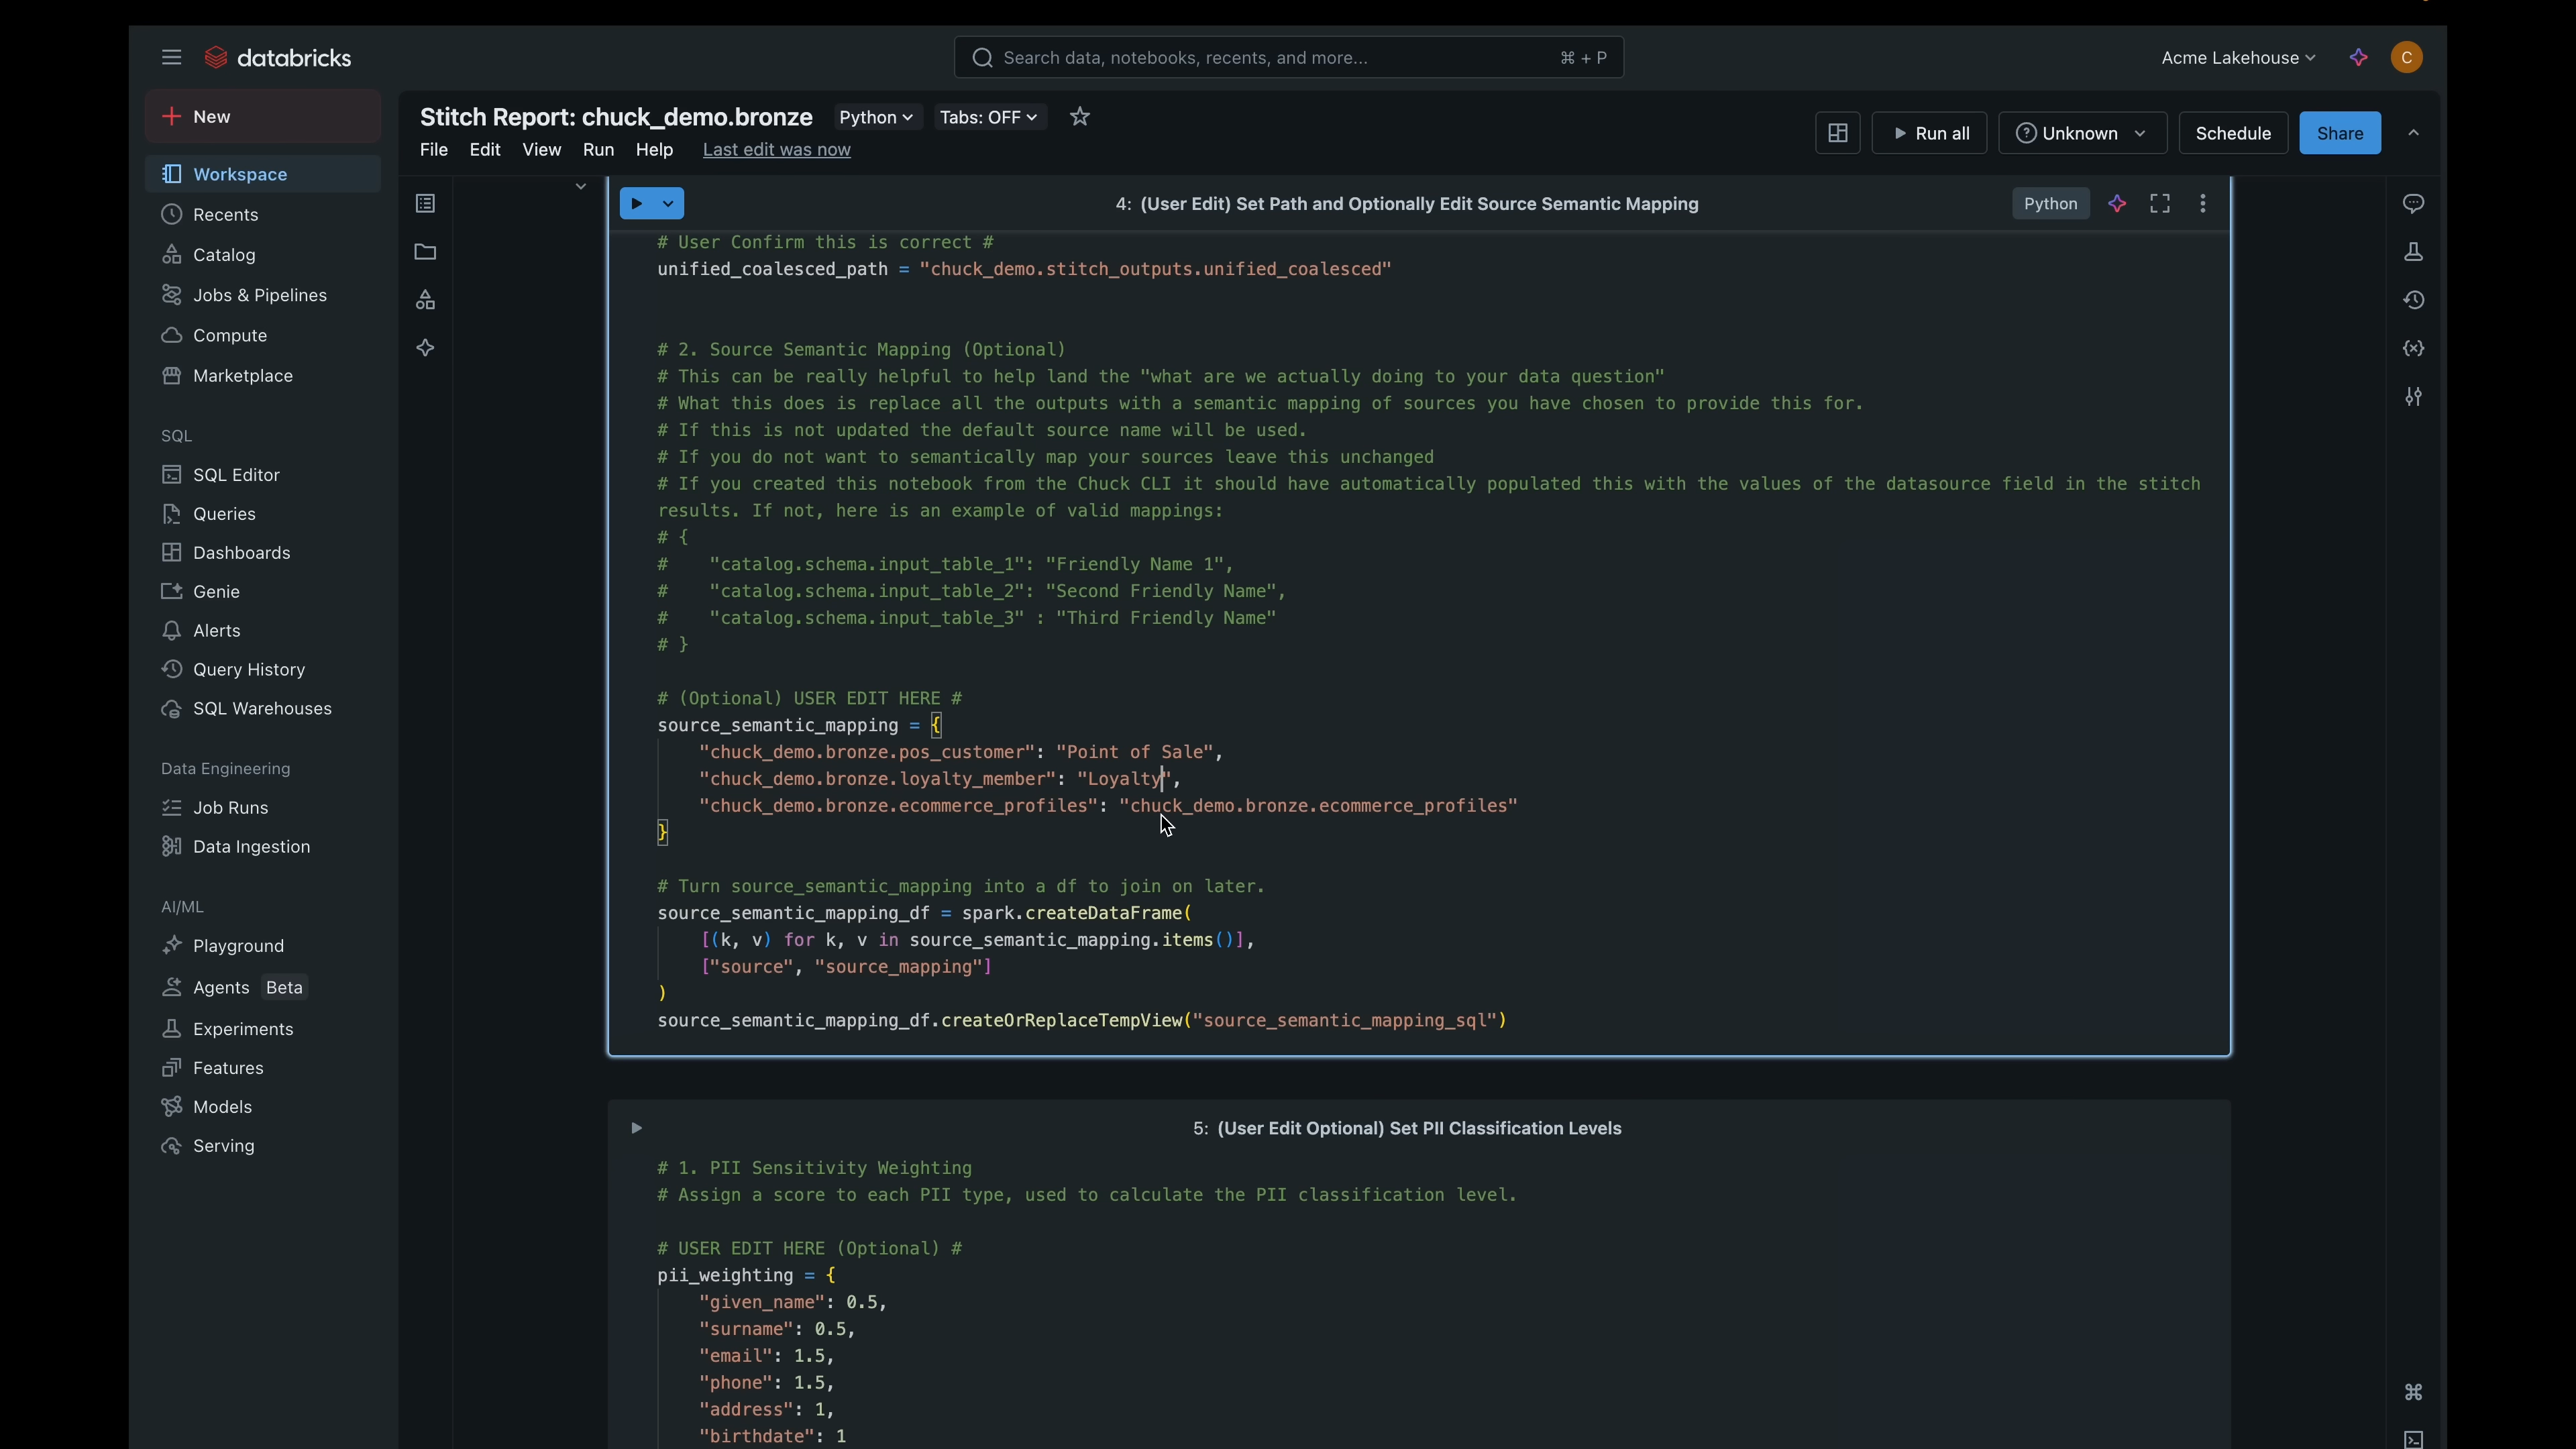 databricks
Search data, notebooks, recents, and more...
⌘ + P
Acme Lakehouse
C
New
Workspace
Recents
Catalog
Jobs & Pipelines
Compute
Marketplace
SQL
SQL Editor
Queries
Dashboards
Genie
Alerts
Query History
SQL Warehouses
Data Engineering
Job Runs
Data Ingestion
AI/ML
Playground
Agents Beta
Experiments
Features
Models
Serving
Stitch Report: chuck_demo.bronze
Python
Tabs: OFF
File Edit View Run Help Last edit was now
Run all
Unknown
Schedule
Share
4: (User Edit) Set Path and Optionally Edit Source Semantic Mapping
Python
# User Confirm this is correct #
unified_coalesced_path = "chuck_demo.stitch_outputs.unified_coalesced"
# 2. Source Semantic Mapping (Optional)
# This can be really helpful to help land the "what are we actually doing to your data question"
# What this does is replace all the outputs with a semantic mapping of sources you have chosen to provide this for.
# If this is not updated the default source name will be used.
# If you do not want to semantically map your sources leave this unchanged
# If you created this notebook from the Chuck CLI it should have automatically populated this with the values of the datasource field in the stitch
results. If not, here is an example of valid mappings:
# {
#    "catalog.schema.input_table_1": "Friendly Name 1",
#    "catalog.schema.input_table_2": "Second Friendly Name",
#    "catalog.schema.input_table_3" : "Third Friendly Name"
# }
# (Optional) USER EDIT HERE #
source_semantic_mapping = {
"chuck_demo.bronze.pos_customer": "Point of Sale",
"chuck_demo.bronze.loyalty_member": "Loyalty",
"chuck_demo.bronze.ecommerce_profiles": "chuck_demo.bronze.ecommerce_profiles"
}
# Turn source_semantic_mapping into a df to join on later.
source_semantic_mapping_df = spark.createDataFrame(
[(k, v) for k, v in source_semantic_mapping.items()],
["source", "source_mapping"]
)
source_semantic_mapping_df.createOrReplaceTempView("source_semantic_mapping_sql")
5: (User Edit Optional) Set PII Classification Levels
# 1. PII Sensitivity Weighting
# Assign a score to each PII type, used to calculate the PII classification level.
# USER EDIT HERE (Optional) #
pii_weighting = {
"given_name": 0.5,
"surname": 0.5,
"email": 1.5,
"phone": 1.5,
"address": 1,
"birthdate": 1